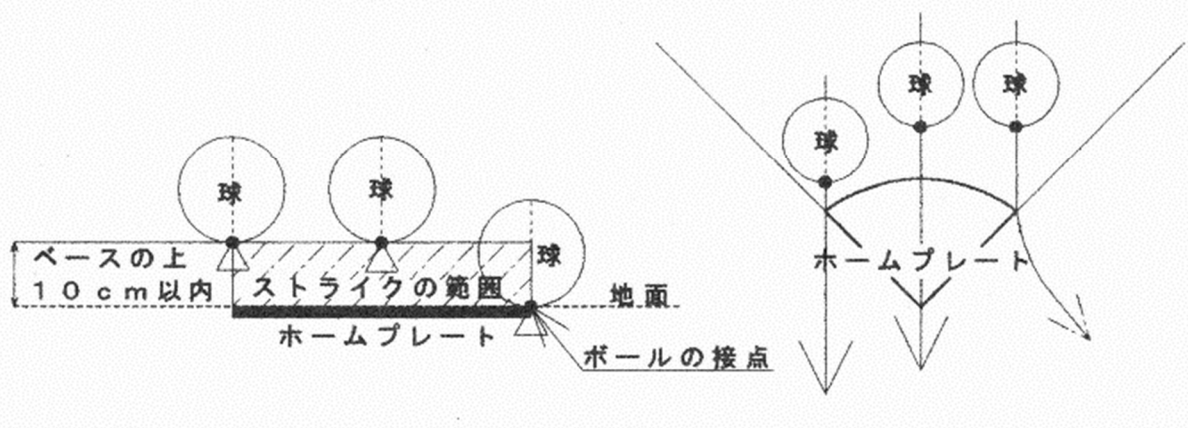 球
球
球
ベースの上
10cm以内
ストライクの範囲
地面
ホームプレート
ボールの接点
球
球
球
ホームプレート